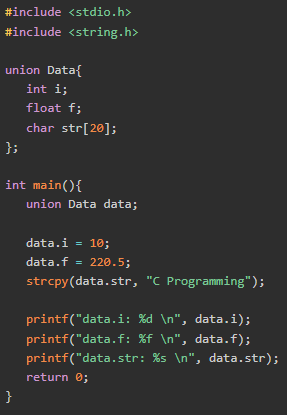 #include <stdio.h>
#include <string.h>

union Data{
   int i;
   float f;
   char str[20];
};

int main(){
   union Data data;

   data.i = 10;
   data.f = 220.5;
   strcpy(data.str, "C Programming");

   printf("data.i: %d \n", data.i);
   printf("data.f: %f \n", data.f);
   printf("data.str: %s \n", data.str);
   return 0;
}